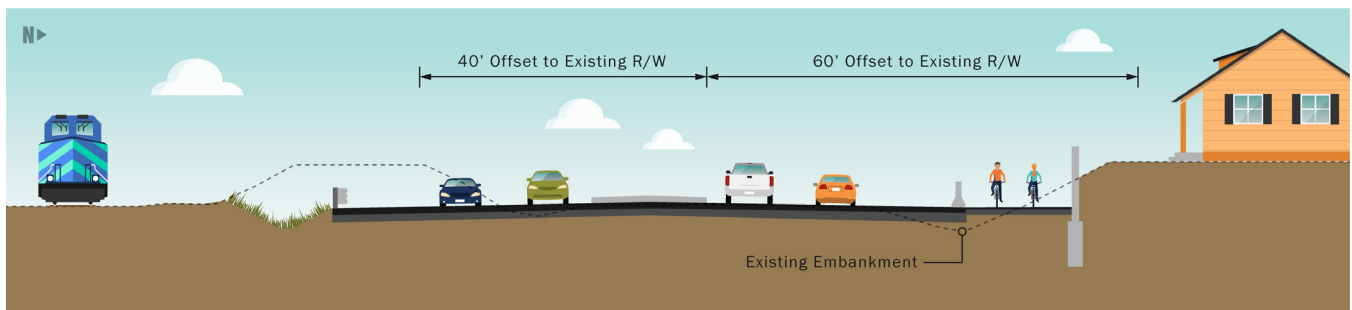 N
40’ Offset to Existing R/W
60’ Offset to Existing R/W
Existing Embankment